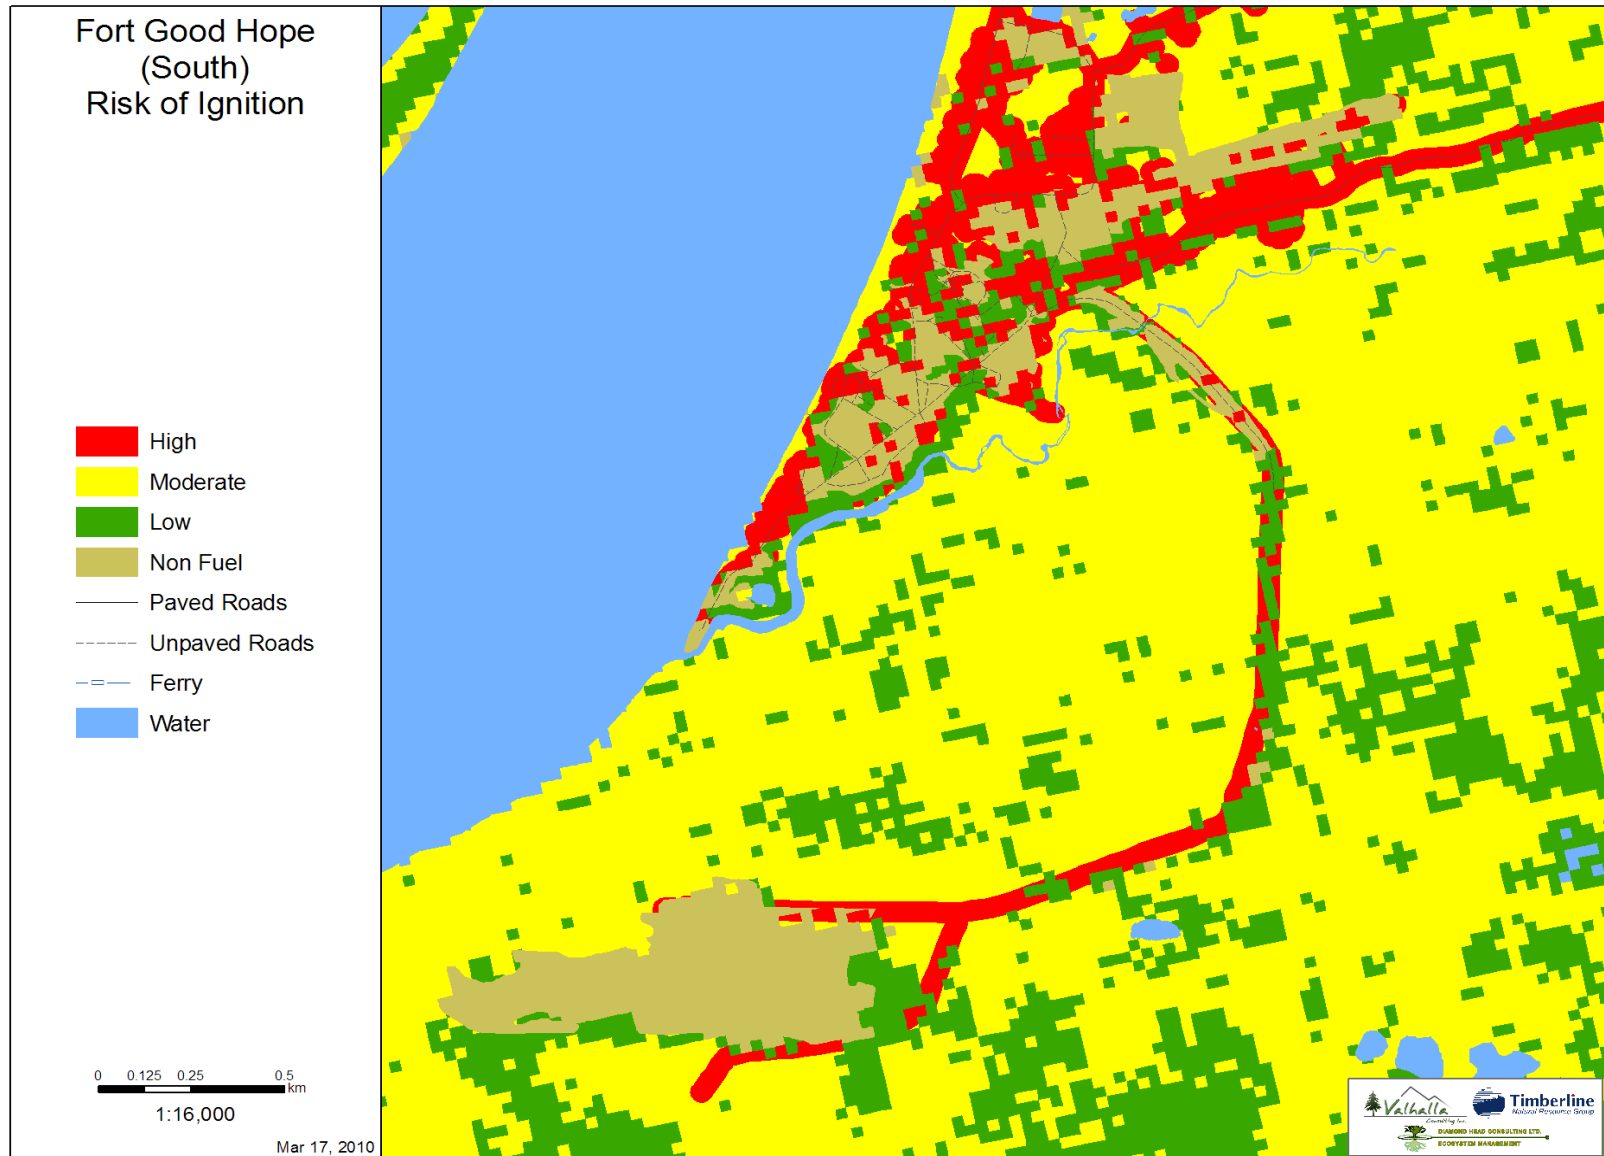 Fort Good Hope
(South)
Risk of Ignition
High
Moderate
Low
Non Fuel
Paved Roads
Unpaved Roads
Ferry
Water
0 0.125 0.25 0.5
km
1:16,000
Mar 17, 2010
Valhalla
Consulting Inc.
Timberline
Natural Resource Group
DIAMOND HEAD CONSULTING LTD.
ECOSYSTEM MANAGEMENT